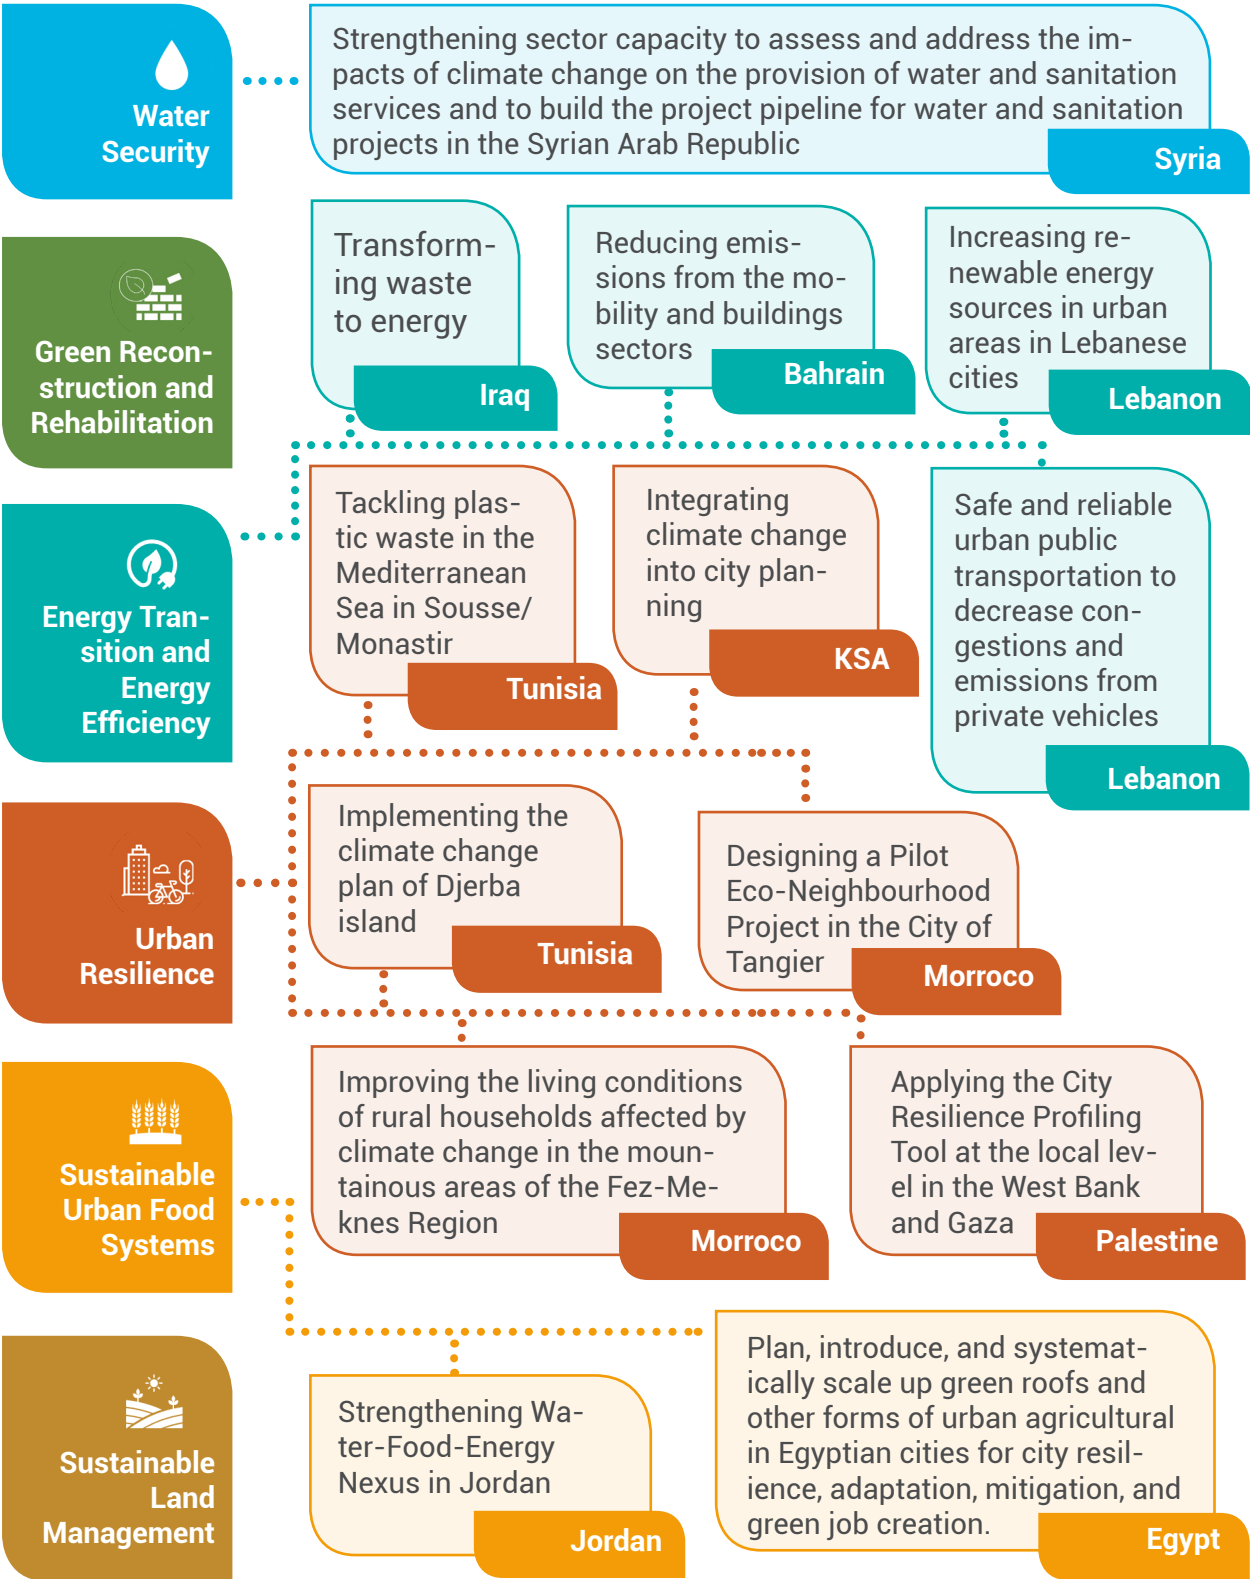 Water
Security
Strengthening sector capacity to assess and address the im-
pacts of climate change on the provision of water and sanitation
services and to build the project pipeline for water and sanitation
projects in the Syrian Arab Republic
Syria
Green Recon-
struction and
Rehabilitation
Transform-
ing waste
to energy
Iraq
Reducing emis-
sions from the mo-
bility and buildings
sectors
Bahrain
Increasing re-
newable energy
sources in urban
areas in Lebanese
cities
Lebanon
Energy Tran-
sition and
Energy
Efficiency
Tackling plas-
tic waste in the
Mediterranean
Sea in Sousse/
Monastir
Tunisia
Integrating
climate change
into city plan-
ning
KSA
Safe and reliable
urban public
transportation to
decrease con-
gestions and
emissions from
private vehicles
Lebanon
Urban
Resilience
Implementing the
climate change
plan of Djerba
island
Tunisia
Designing a Pilot
Eco-Neighbourhood
Project in the City of
Tangier
Morroco
Sustainable
Urban Food
Systems
Improving the living conditions
of rural households affected by
climate change in the moun-
tainous areas of the Fez-Me-
knes Region
Morroco
Applying the City
Resilience Profiling
Tool at the local lev-
el in the West Bank
and Gaza
Palestine
Sustainable
Land
Management
Strengthening Wa-
ter-Food-Energy
Nexus in Jordan
Jordan
Plan, introduce, and systemat-
ically scale up green roofs and
other forms of urban agricultural
in Egyptian cities for city resil-
ience, adaptation, mitigation, and
green job creation.
Egypt